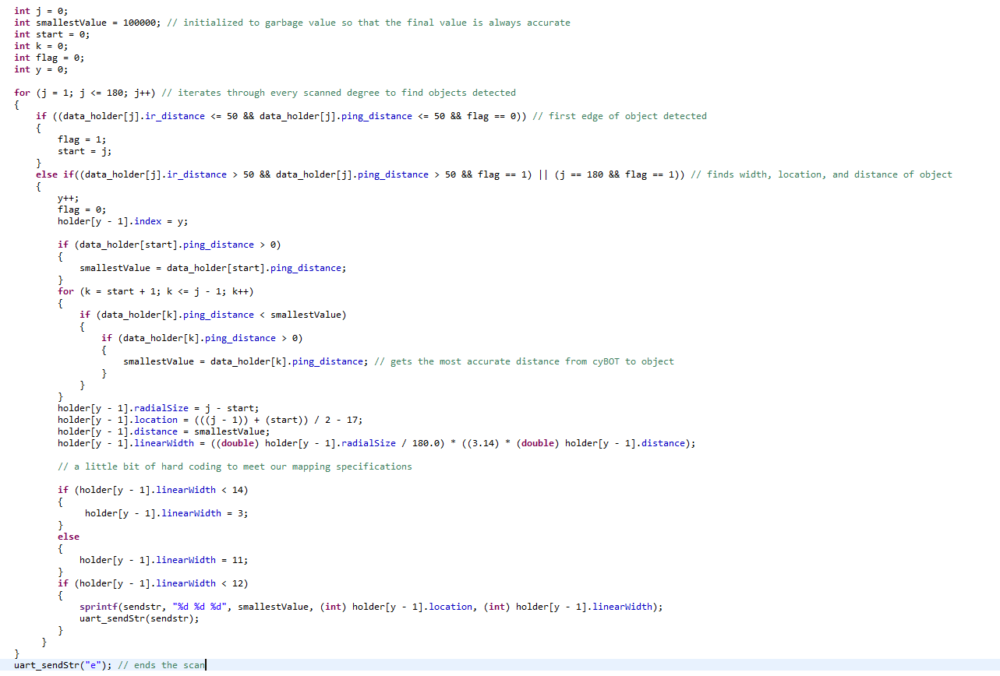 int j = 0;
int smallestValue = 100000; // initialized to garbage value so that the final value is always accurate
int start = 0;
int k = 0;
int flag = 0;
int y = 0;

for (j = 1; j <= 180; j++) // iterates through every scanned degree to find objects detected
{
    if ((data_holder[j].ir_distance <= 50 && data_holder[j].ping_distance <= 50 && flag == 0)) // first edge of object detected
    {
        flag = 1;
        start = j;
    }
    else if((data_holder[j].ir_distance > 50 && data_holder[j].ping_distance > 50 && flag == 1) || (j == 180 && flag == 1)) // finds width, location, and distance of object
    {
        y++;
        flag = 0;
        holder[y - 1].index = y;

        if (data_holder[start].ping_distance > 0)
        {
            smallestValue = data_holder[start].ping_distance;
        }
        for (k = start + 1; k <= j - 1; k++)
        {
            if (data_holder[k].ping_distance < smallestValue)
            {
                if (data_holder[k].ping_distance > 0)
                {
                    smallestValue = data_holder[k].ping_distance; // gets the most accurate distance from cyBOT to object
                }
            }
        }
        holder[y - 1].radialSize = j - start;
        holder[y - 1].location = (((j - 1)) + (start)) / 2 - 17;
        holder[y - 1].distance = smallestValue;
        holder[y - 1].linearWidth = ((double) holder[y - 1].radialSize / 180.0) * ((3.14) * (double) holder[y - 1].distance);

        // a little bit of hard coding to meet our mapping specifications

        if (holder[y - 1].linearWidth < 14)
        {
             holder[y - 1].linearWidth = 3;
        }
        else
        {
            holder[y - 1].linearWidth = 11;
        }
        if (holder[y - 1].linearWidth < 12)
        {
            sprintf(sendstr, "%d %d %d", smallestValue, (int) holder[y - 1].location, (int) holder[y - 1].linearWidth);
            uart_sendStr(sendstr);
        }
     }
}
uart_sendStr("e"); // ends the scan